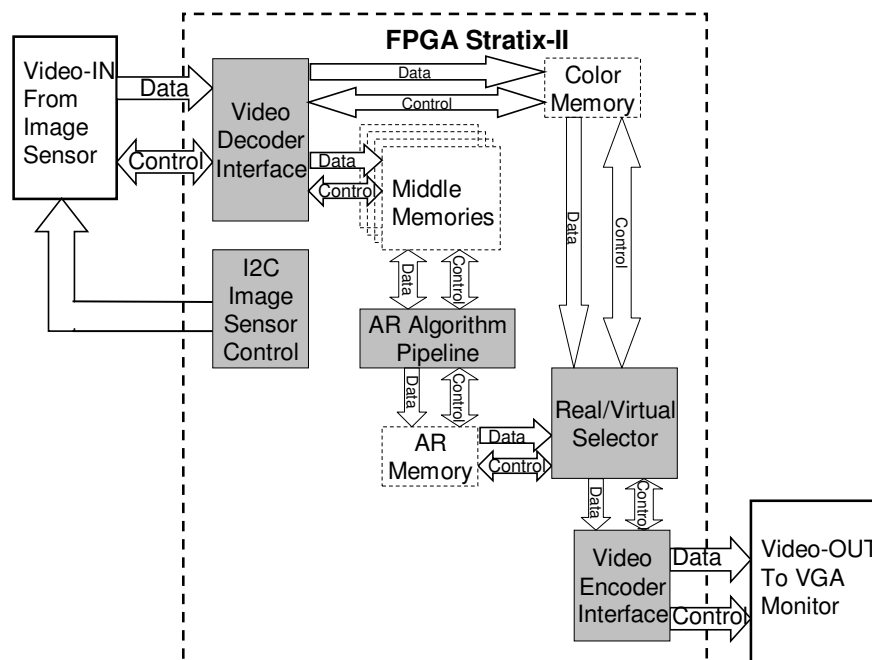 FPGA Stratix-II
Video-IN
From
Image
Sensor
Data
Control
Video
Decoder
Interface
Data
Control
Color
Memory
Data
Control
Middle
Memories
Data
Control
I2C
Image
Sensor
Control
Data
Control
AR Algorithm
Pipeline
Data
Control
Real/Virtual
Selector
AR
Memory
Data
Control
Data
Control
Video
Encoder
Interface
Data
Control
Video-OUT
To VGA
Monitor